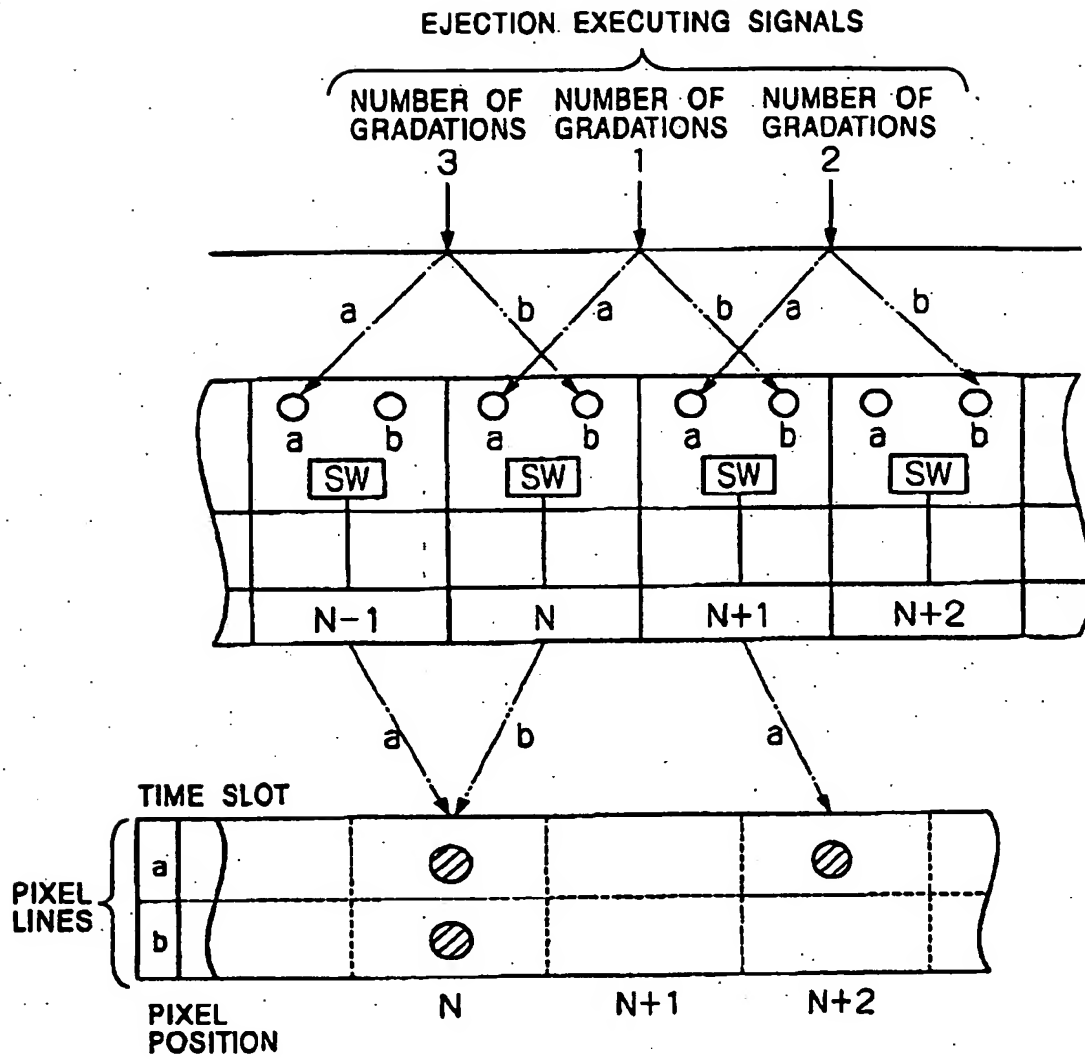 EJECTION EXECUTING SIGNALS
NUMBER OF NUMBER OF NUMBER OF
GRADATIONS GRADATIONS GRADATIONS
3 1 2
a b a b a b
a b a b a b a b
SW SW SW SW
N-1 N N+1 N+2
a b a
TIME SLOT
a
PIXEL
LINES
b
N N+1 N+2
PIXEL
POSITION